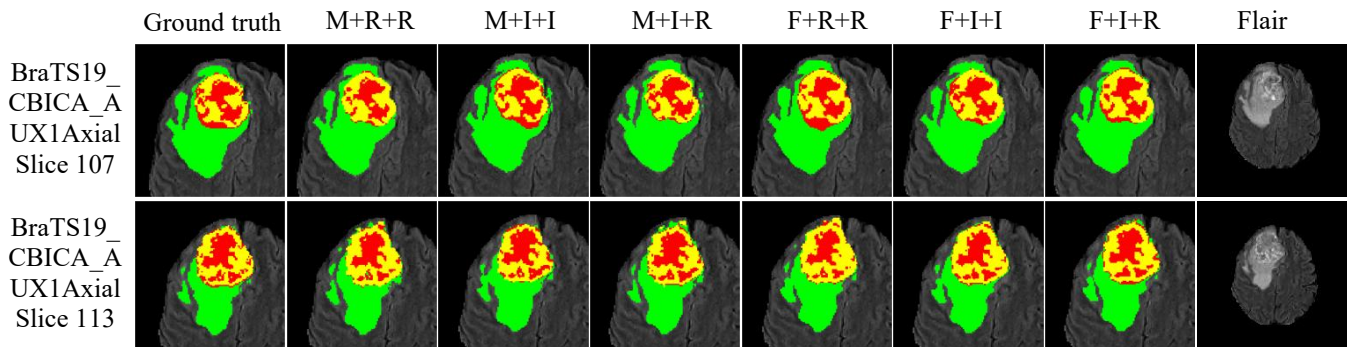 Ground truth M+R+R M+I+I M+I+R F+R+R F+I+I F+I+R Flair
BraTS19_
CBICA_A
UX1Axial
Slice 107
BraTS19_
CBICA_A
UX1Axial
Slice 113